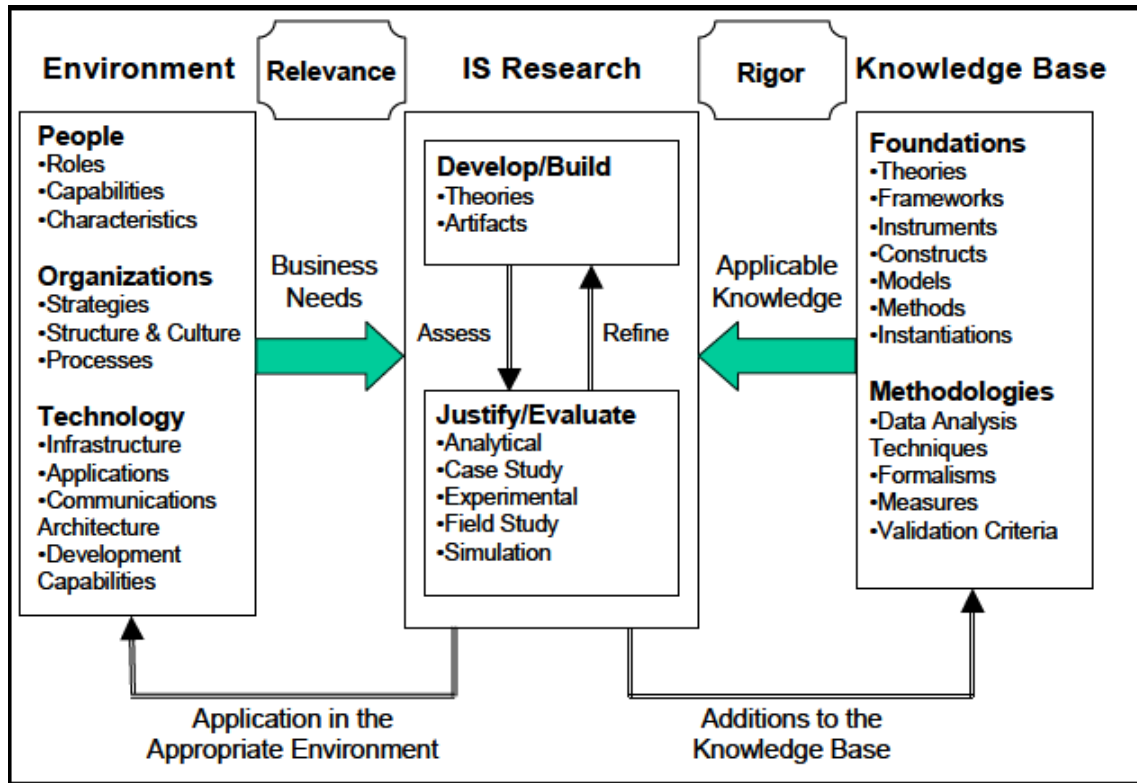 Environment
Relevance
IS Research
Rigor
Knowledge Base
People
•Roles
•Capabilities
•Characteristics
Organizations
•Strategies
•Structure & Culture
•Processes
Technology
•Infrastructure
•Applications
•Communications
Architecture
•Development
Capabilities
Business
Needs
Develop/Build
•Theories
•Artifacts
Assess
Refine
Justify/Evaluate
•Analytical
•Case Study
•Experimental
•Field Study
•Simulation
Applicable
Knowledge
Foundations
•Theories
•Frameworks
•Instruments
•Constructs
•Models
•Methods
•Instantiations
Methodologies
•Data Analysis
Techniques
•Formalisms
•Measures
•Validation Criteria
Application in the
Appropriate Environment
Additions to the
Knowledge Base